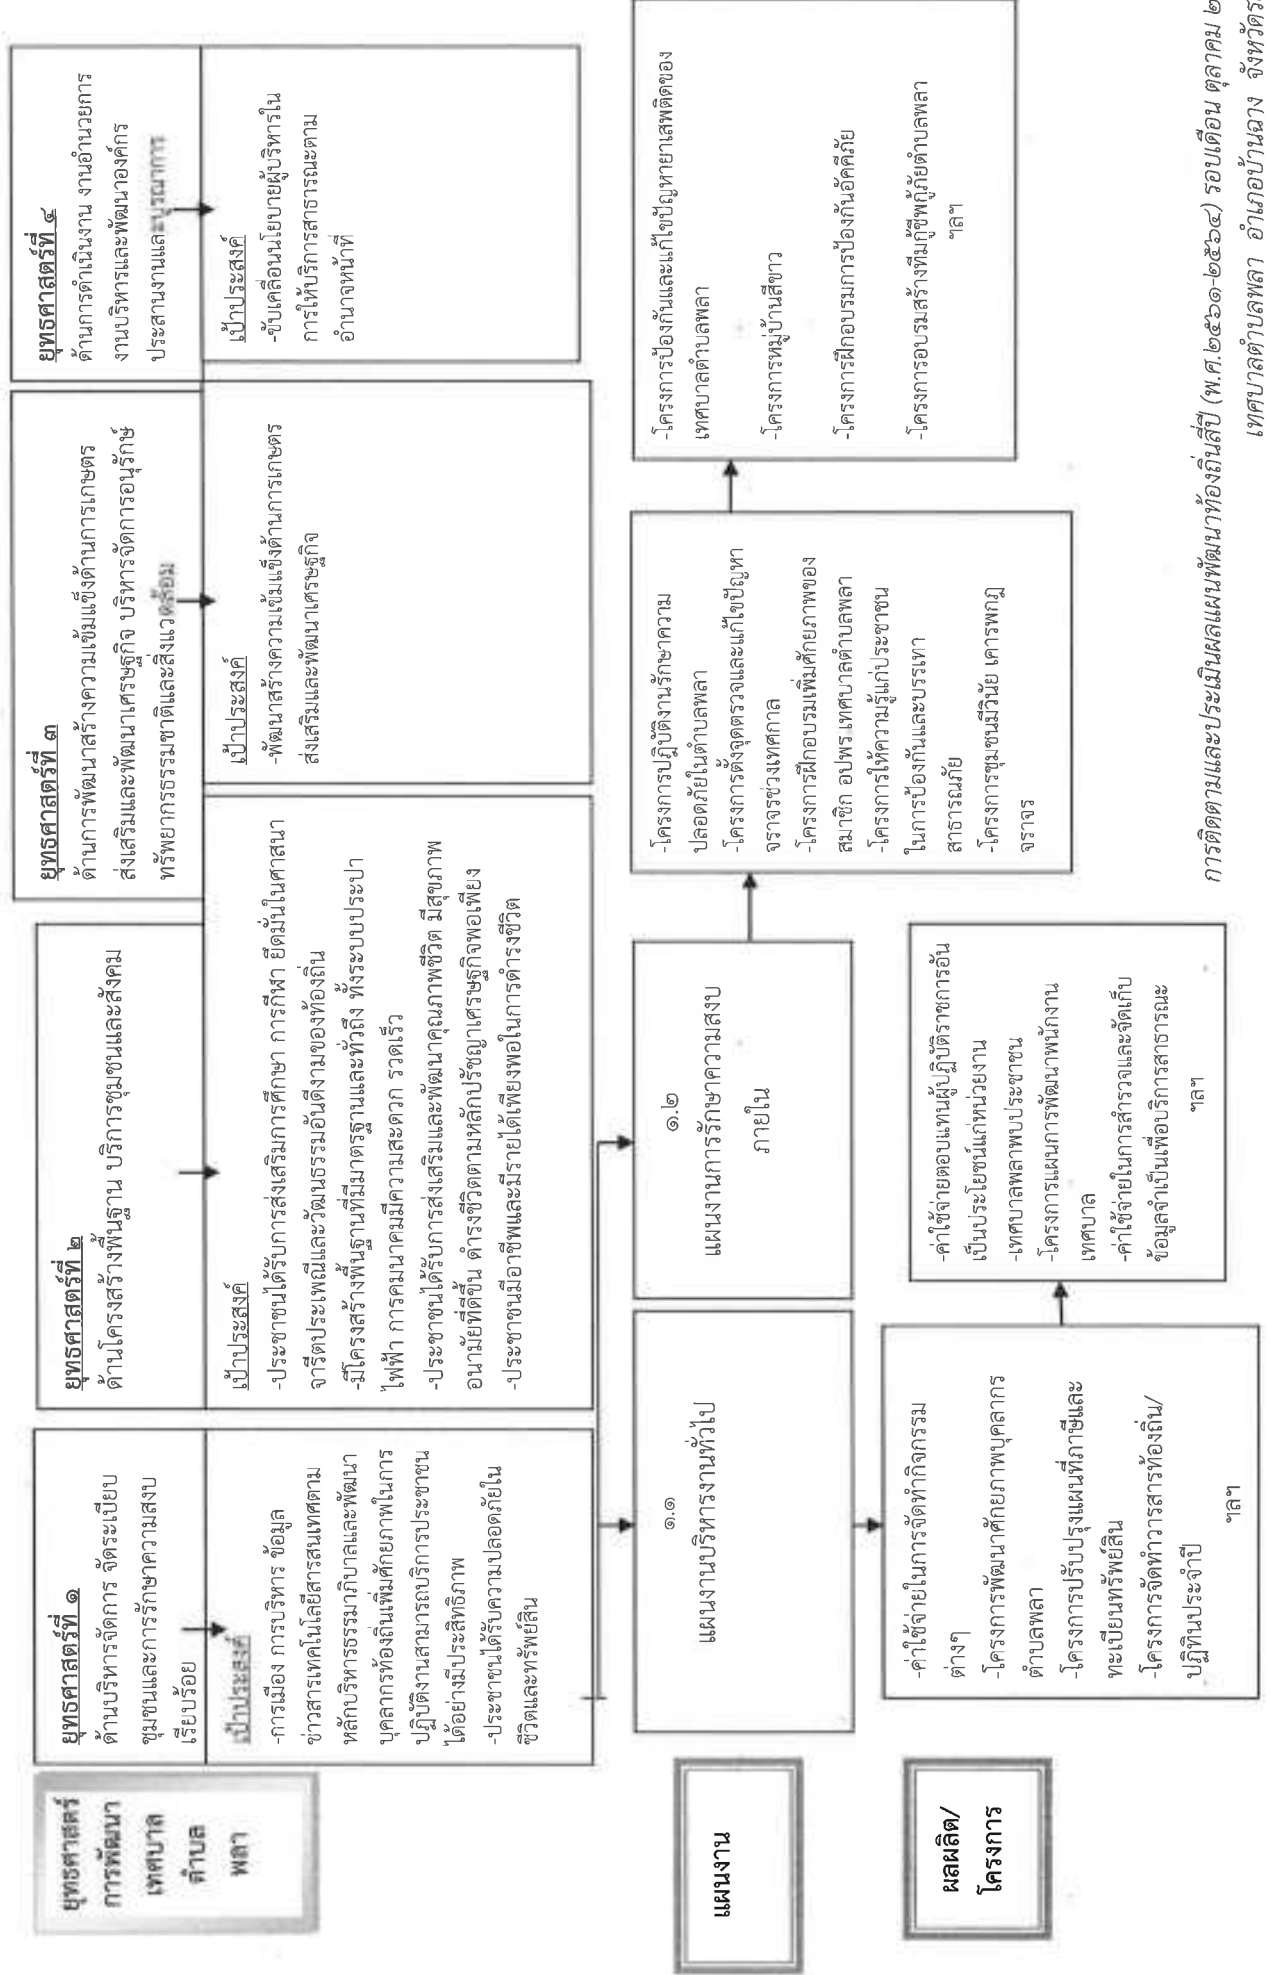 ยุทธศาสตร์
การพัฒนา
เทศบาล
ตำบล
พลา
ยุทธศาสตร์ที่ ๑
ด้านบริหารจัดการ จัดระเบียบ
ชุมชนและการรักษาความสงบ
เรียบร้อย
เป้าประสงค์
-การเมือง การบริหาร ข้อมูล
ข่าวสารเทคโนโลยีสารสนเทศตาม
หลักบริหารธรรมาภิบาลและพัฒนา
บุคลากรท้องถิ่นเพิ่มศักยภาพในการ
ปฏิบัติงานสามารถบริการประชาชน
ได้อย่างมีประสิทธิภาพ
-ประชาชนได้รับความปลอดภัยใน
ชีวิตและทรัพย์สิน
ยุทธศาสตร์ที่ ๒
ด้านโครงสร้างพื้นฐาน บริการชุมชนและสังคม
เป้าประสงค์
-ประชาชนได้รับการส่งเสริมการศึกษา การกีฬา ยึดมั่นในศาสนา
จารีตประเพณีและวัฒนธรรมอันดีงามของท้องถิ่น
-มีโครงสร้างพื้นฐานที่มีมาตรฐานและทั่วถึง ทั้งระบบประปา
ไฟฟ้า การคมนาคมมีความสะดวก รวดเร็ว
-ประชาชนได้รับการส่งเสริมและพัฒนาคุณภาพชีวิต มีสุขภาพ
อนามัยที่ดีขึ้น ดำรงชีวิตตามหลักปรัชญาเศรษฐกิจพอเพียง
-ประชาชนมีอาชีพและมีรายได้เพียงพอในการดำรงชีวิต
ยุทธศาสตร์ที่ ๓
ด้านการพัฒนาสร้างความเข้มแข็งด้านการเกษตร
ส่งเสริมและพัฒนาเศรษฐกิจ บริหารจัดการอนุรักษ์
ทรัพยากรธรรมชาติและสิ่งแวดล้อม
เป้าประสงค์
-พัฒนาสร้างความเข้มแข็งด้านการเกษตร
ส่งเสริมและพัฒนาเศรษฐกิจ
ยุทธศาสตร์ที่ ๔
ด้านการดำเนินงาน งานอำนวยการ
งานบริหารและพัฒนาองค์กร
ประสานงานและบูรณาการ
เป้าประสงค์
-ขับเคลื่อนนโยบายผู้บริหารใน
การให้บริการสาธารณะตาม
อำนาจหน้าที่
แผนงาน
๑.๑
แผนงานบริหารงานทั่วไป
๑.๒
แผนงานการรักษาความสงบ
ภายใน
-โครงการปฏิบัติงานรักษาความ
ปลอดภัยในตำบลพลา
-โครงการตั้งจุดตรวจและแก้ไขปัญหา
จราจรช่วงเทศกาล
-โครงการฝึกอบรมเพิ่มศักยภาพของ
สมาชิก อปพร.เทศบาลตำบลพลา
-โครงการให้ความรู้แก่ประชาชน
ในการป้องกันและบรรเทา
สาธารณภัย
-โครงการชุมชนมีวินัย เคารพกฎ
จราจร
-โครงการป้องกันและแก้ไขปัญหายาเสพติดของ
เทศบาลตำบลพลา
-โครงการหมู่บ้านสีขาว
-โครงการฝึกอบรมการป้องกันอัคคีภัย
-โครงการอบรมสร้างทีมกู้ชีพกู้ภัยตำบลพลา
ฯลฯ
ผลผลิต/
โครงการ
-ค่าใช้จ่ายในการจัดทำกิจกรรม
ต่างๆ
-โครงการพัฒนาศักยภาพบุคลากร
ตำบลพลา
-โครงการปรับปรุงแผนที่ภาษีและ
ทะเบียนทรัพย์สิน
-โครงการจัดทำวารสารท้องถิ่น/
ปฏิทินประจำปี
ฯลฯ
-ค่าใช้จ่ายตอบแทนผู้ปฏิบัติราชการอัน
เป็นประโยชน์แก่หน่วยงาน
-เทศบาลพลาพบประชาชน
-โครงการแผนการพัฒนาพนักงาน
เทศบาล
-ค่าใช้จ่ายในการสำรวจและจัดเก็บ
ข้อมูลจำเป็นเพื่อบริการสาธารณะ
ฯลฯ
การติดตามและประเมินผลแผนพัฒนาท้องถิ่นสี่ปี (พ.ศ.๒๕๖๑-๒๕๖๔) รอบเดือน ตุลาคม ๒
เทศบาลตำบลพลา อำเภอบ้านฉาง จังหวัดร